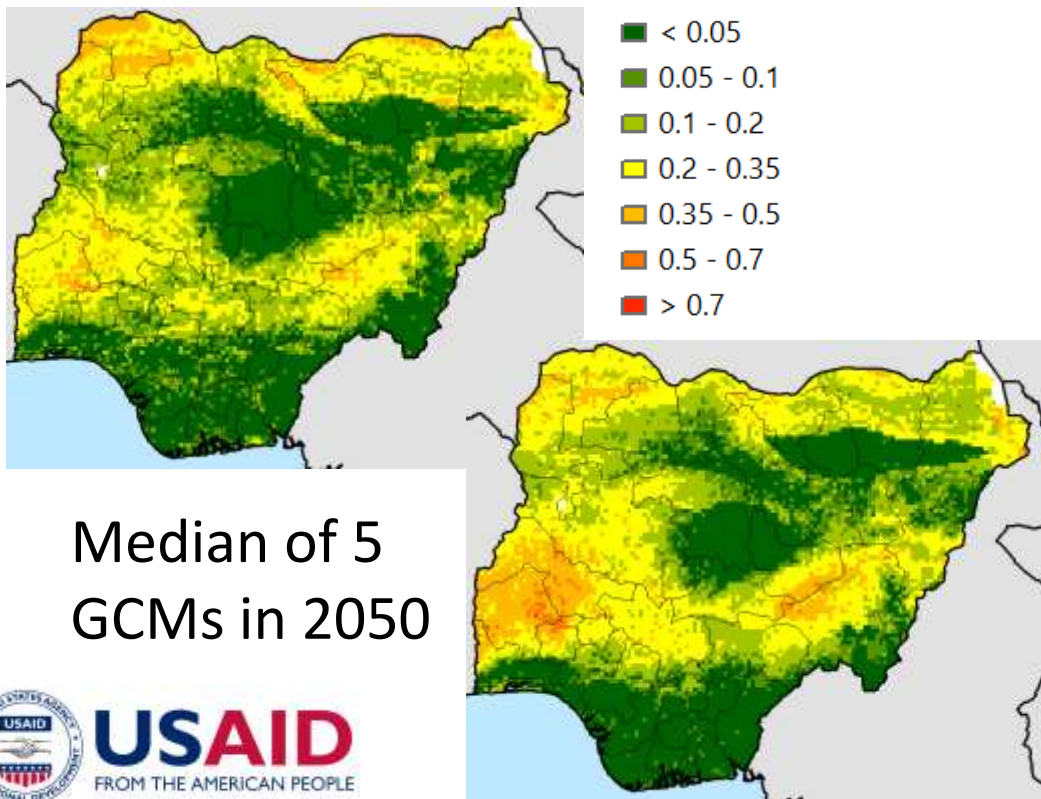 < 0.05
0.05 - 0.1
0.1 - 0.2
0.2 - 0.35
0.35 - 0.5
0.5 - 0.7
> 0.7
Median of 5
GCMs in 2050
USAID
USAID
FROM THE AMERICAN PEOPLE